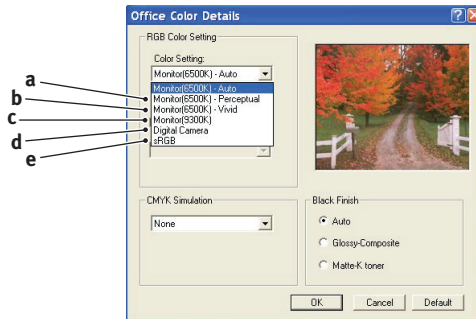 Office Color Details
RGB Color Setting
Color Setting:
Monitor(6500K) - Auto
Monitor(6500K) - Auto
a Monitor(6500K) - Perceptual
b Monitor(6500K) - Vivid
c Monitor(9300K)
d Digital Camera
e sRGB
CMYK Simulation
None
Black Finish
Auto
Glossy-Composite
Matte-K toner
OK Cancel Default